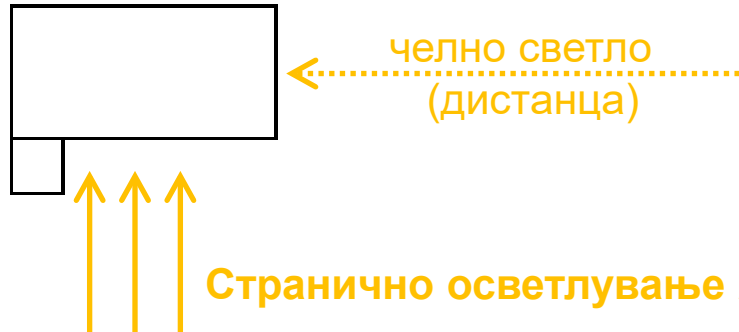 челно светло
(дистанца)
Странично осветлување